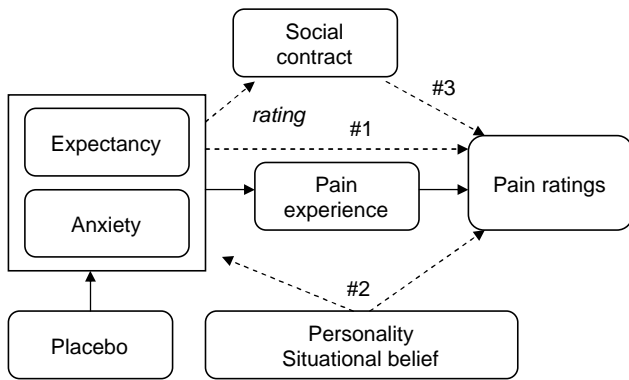 Social
contract
#3
rating
#1
Expectancy
Pain
experience
Pain ratings
Anxiety
#2
Placebo
Personality
Situational belief